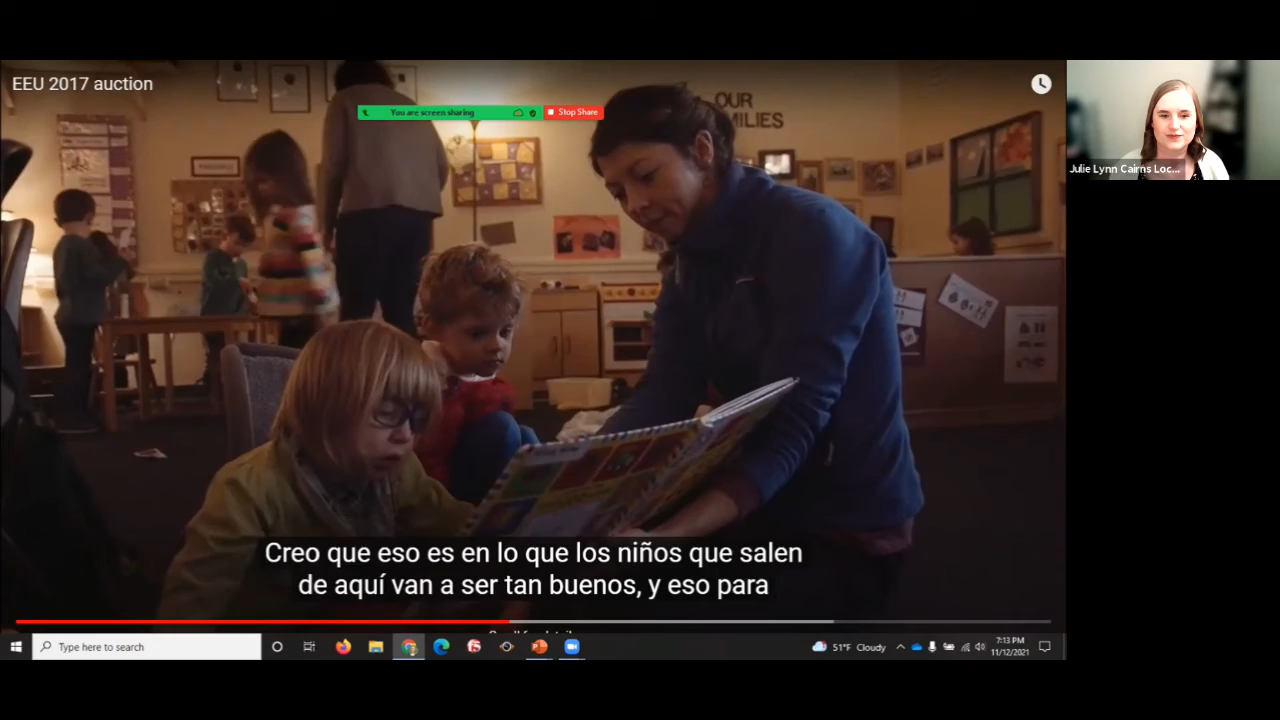 EEU 2017 auction
You are screen sharing
Stop Share
OUR
Julie Lynn Cairns Loc...
Creo que eso es en lo que los niños que salen
de aquí van a ser tan buenos, y eso para
Type here to search
51°F Cloudy
7:13 PM
11/12/2021